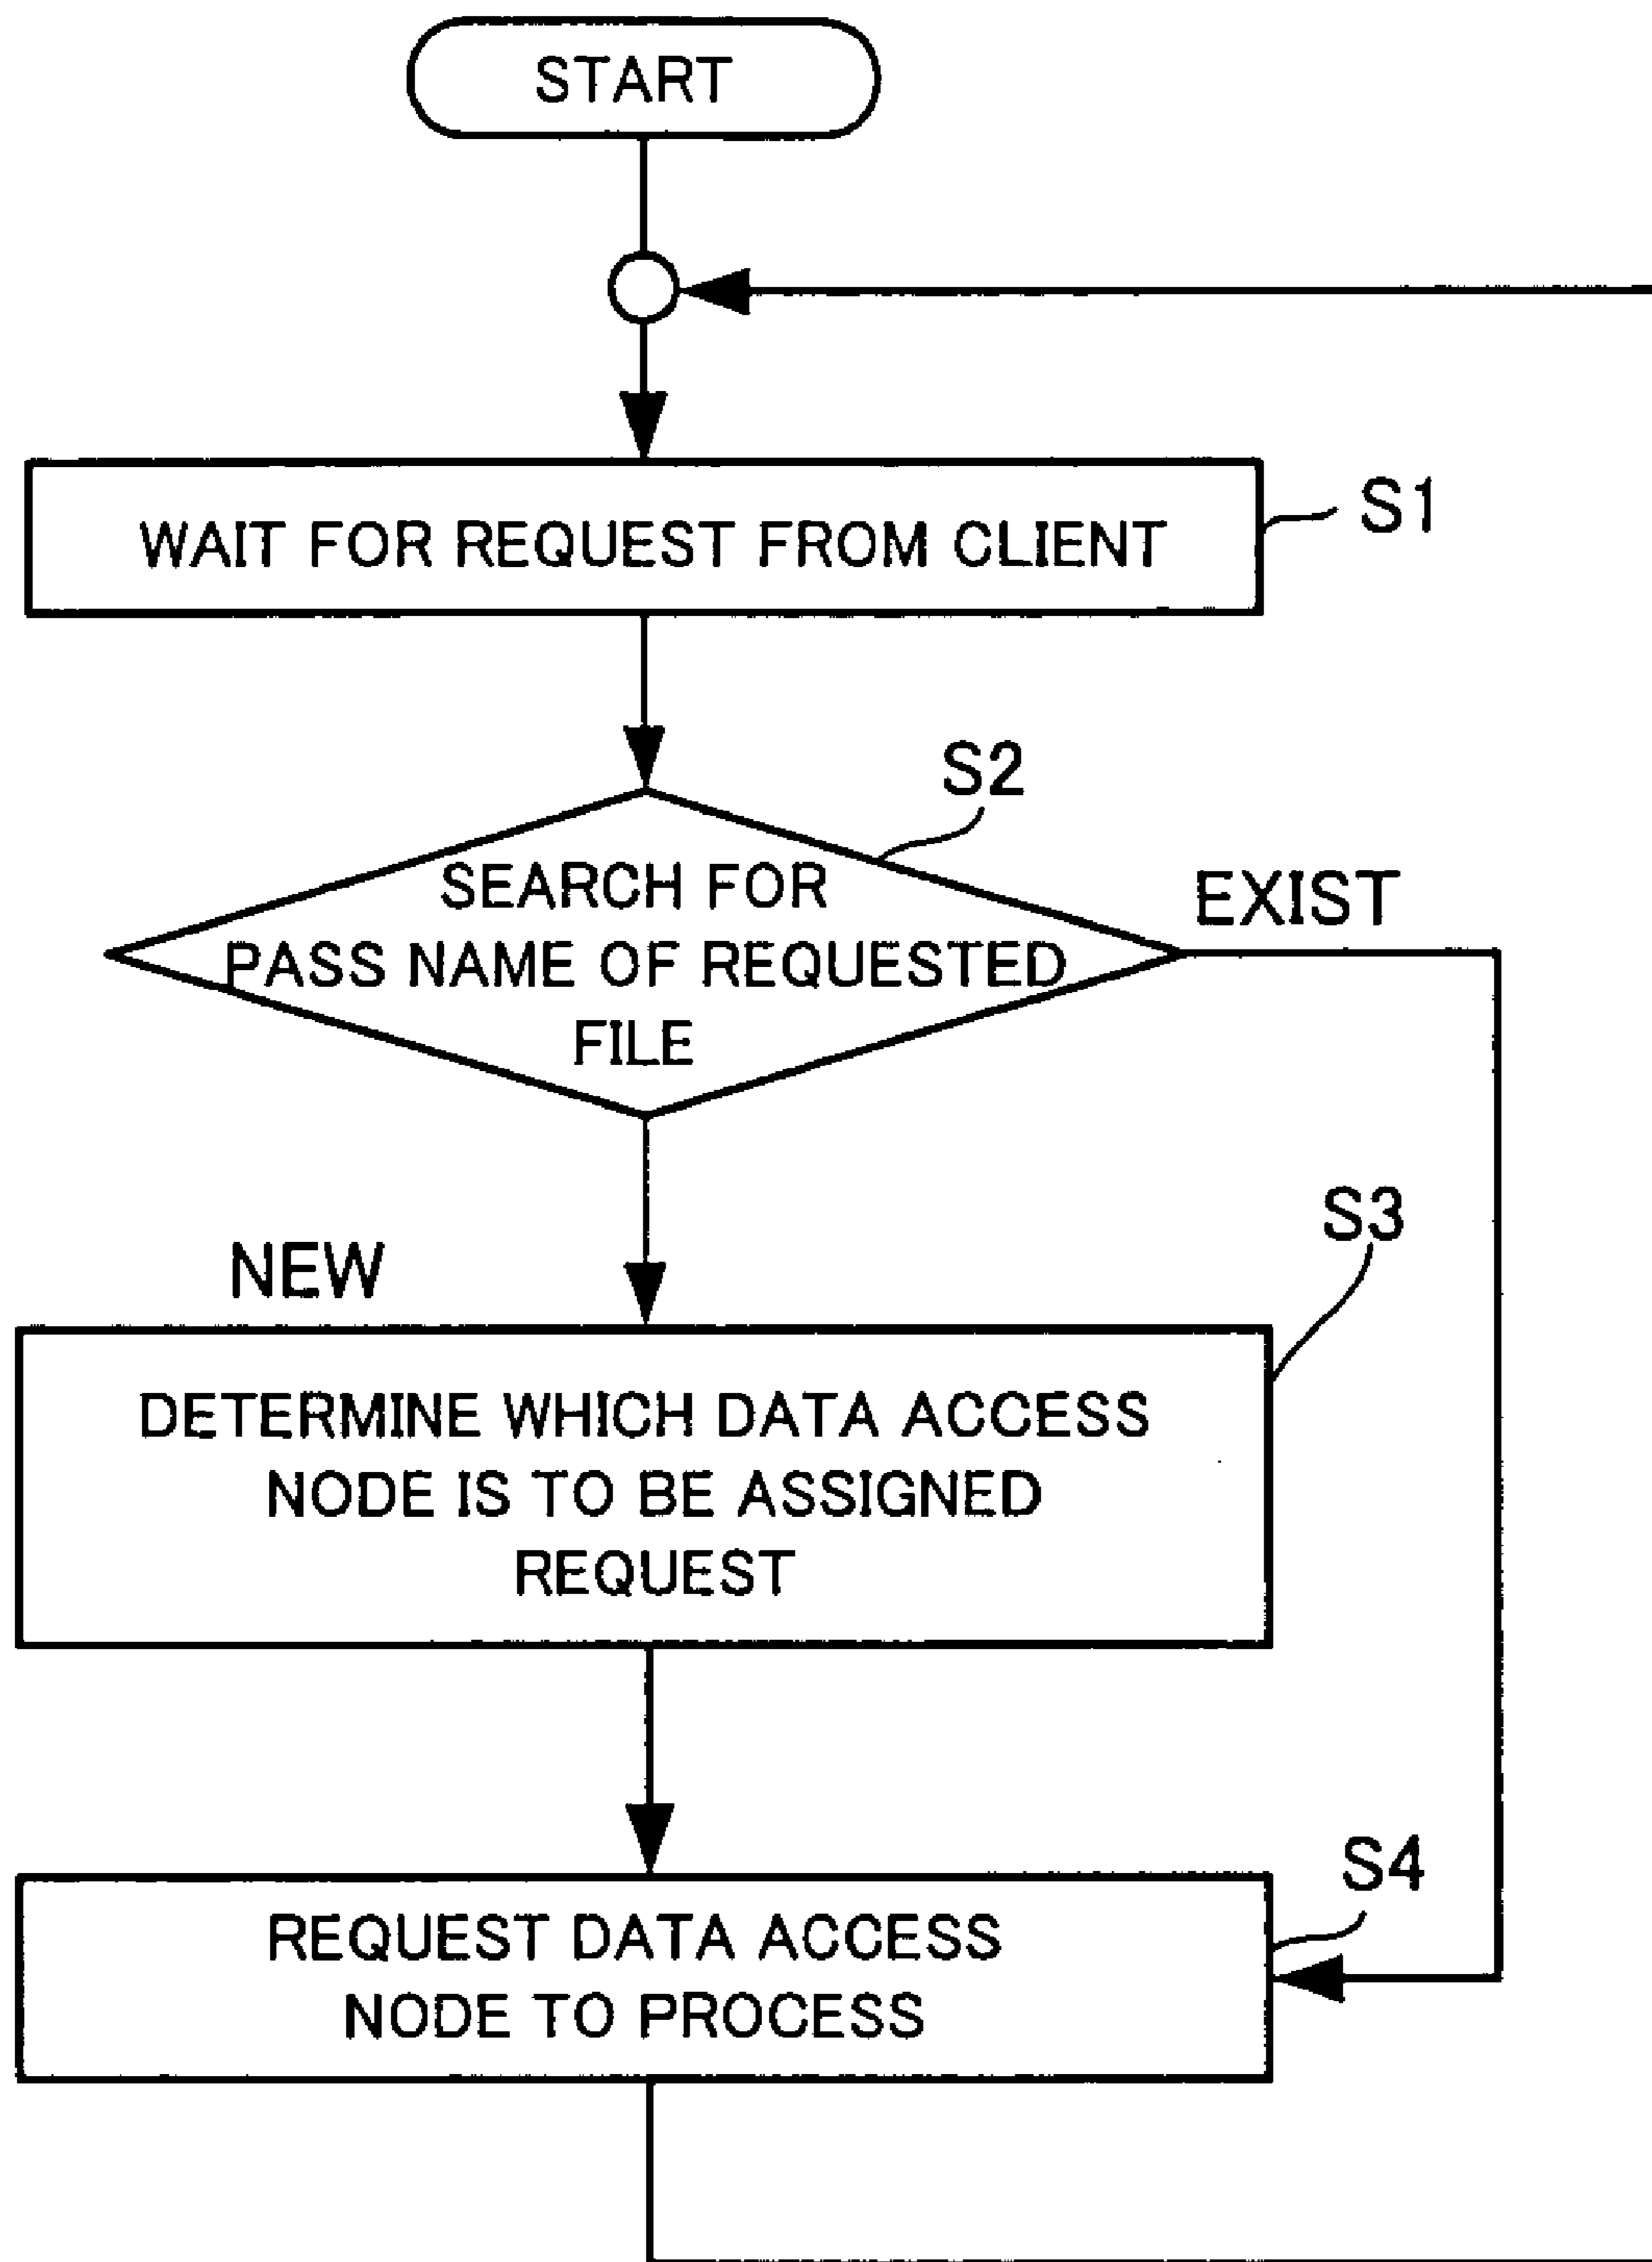 START
WAIT FOR REQUEST FROM CLIENT
S1
S2
SEARCH FOR
PASS NAME OF REQUESTED
FILE
EXIST
NEW
S3
DETERMINE WHICH DATA ACCESS
NODE IS TO BE ASSIGNED
REQUEST
S4
REQUEST DATA ACCESS
NODE TO PROCESS